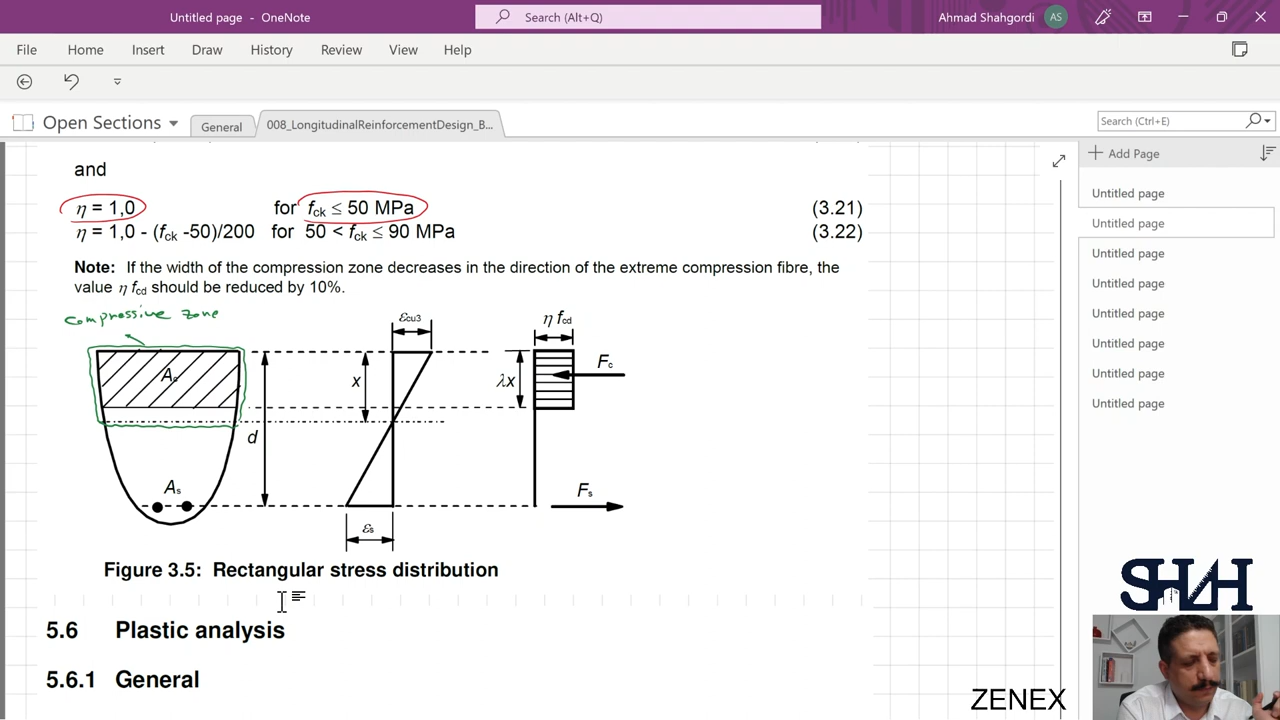 Untitled page - OneNote
Search (Alt+Q)
Ahmad Shahgordi
AS
File Home Insert Draw History Review View Help
Open Sections
General
008_LongitudinalReinforcementDesign_B...
Search (Ctrl+E)
Add Page
Untitled page
Untitled page
Untitled page
Untitled page
Untitled page
Untitled page
Untitled page
Untitled page
and
η = 1,0 for fck ≤ 50 MPa (3.21)
η = 1,0 - (fck -50)/200 for 50 < fck ≤ 90 MPa (3.22)
Note: If the width of the compression zone decreases in the direction of the extreme compression fibre, the
value η fcd should be reduced by 10%.
compressive zone
εcu3
η fcd
Ac
x
λx
Fc
d
As
Fs
εs
Figure 3.5: Rectangular stress distribution
5.6 Plastic analysis
5.6.1 General
SHZH
ZENEX